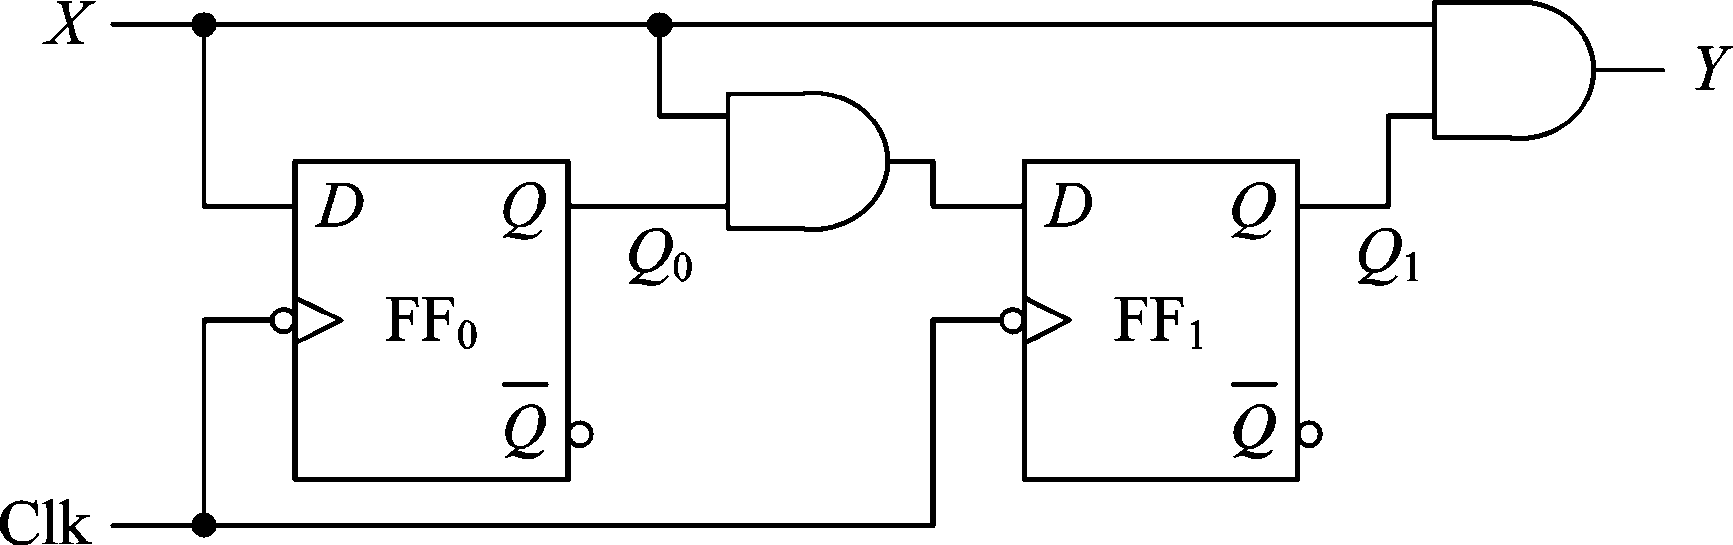 X
Y
D
Q
D
Q
Q₀
Q₁
FF₀
FF₁
Q̅
Q̅
Clk